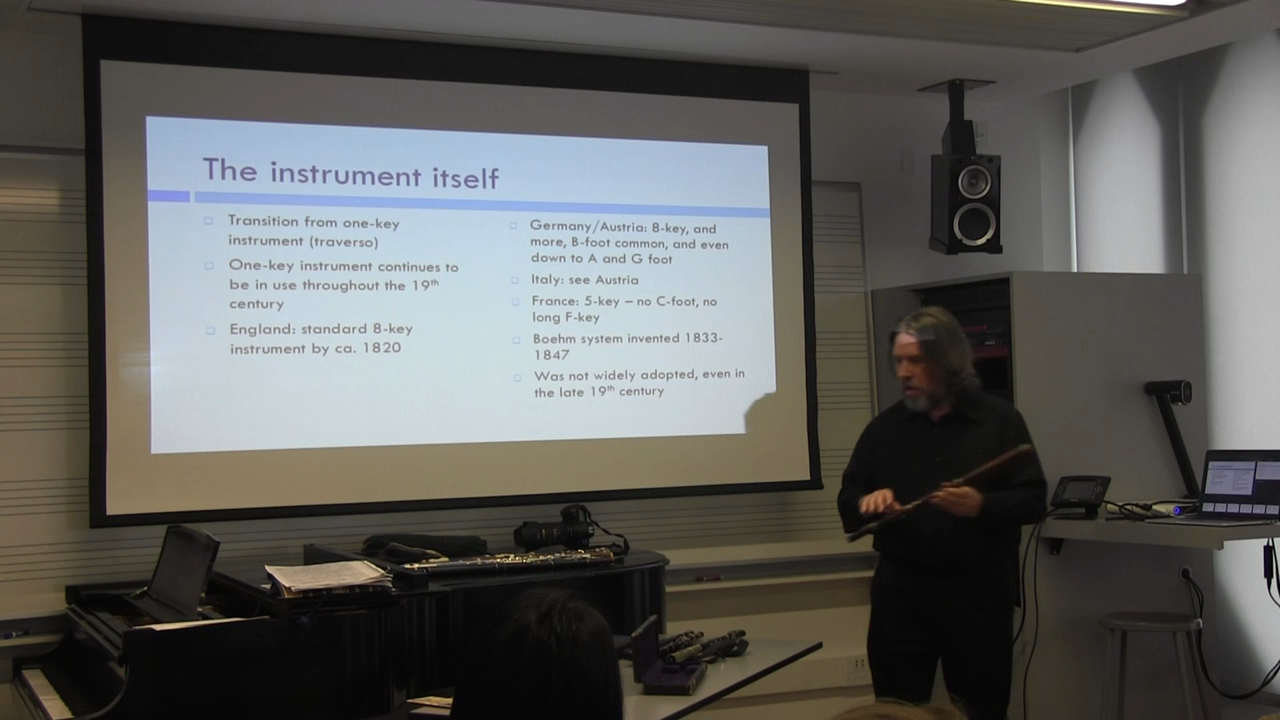 The instrument itself
Transition from one-key
instrument (traverso)
One-key instrument continues to
be in use throughout the 19th
century
England: standard 8-key
instrument by ca. 1820
Germany/Austria: 8-key, and
more, B-foot common, and even
down to A and G foot
Italy: see Austria
France: 5-key – no C-foot, no
long F-key
Boehm system invented 1833-
1847
Was not widely adopted, even in
the late 19th century